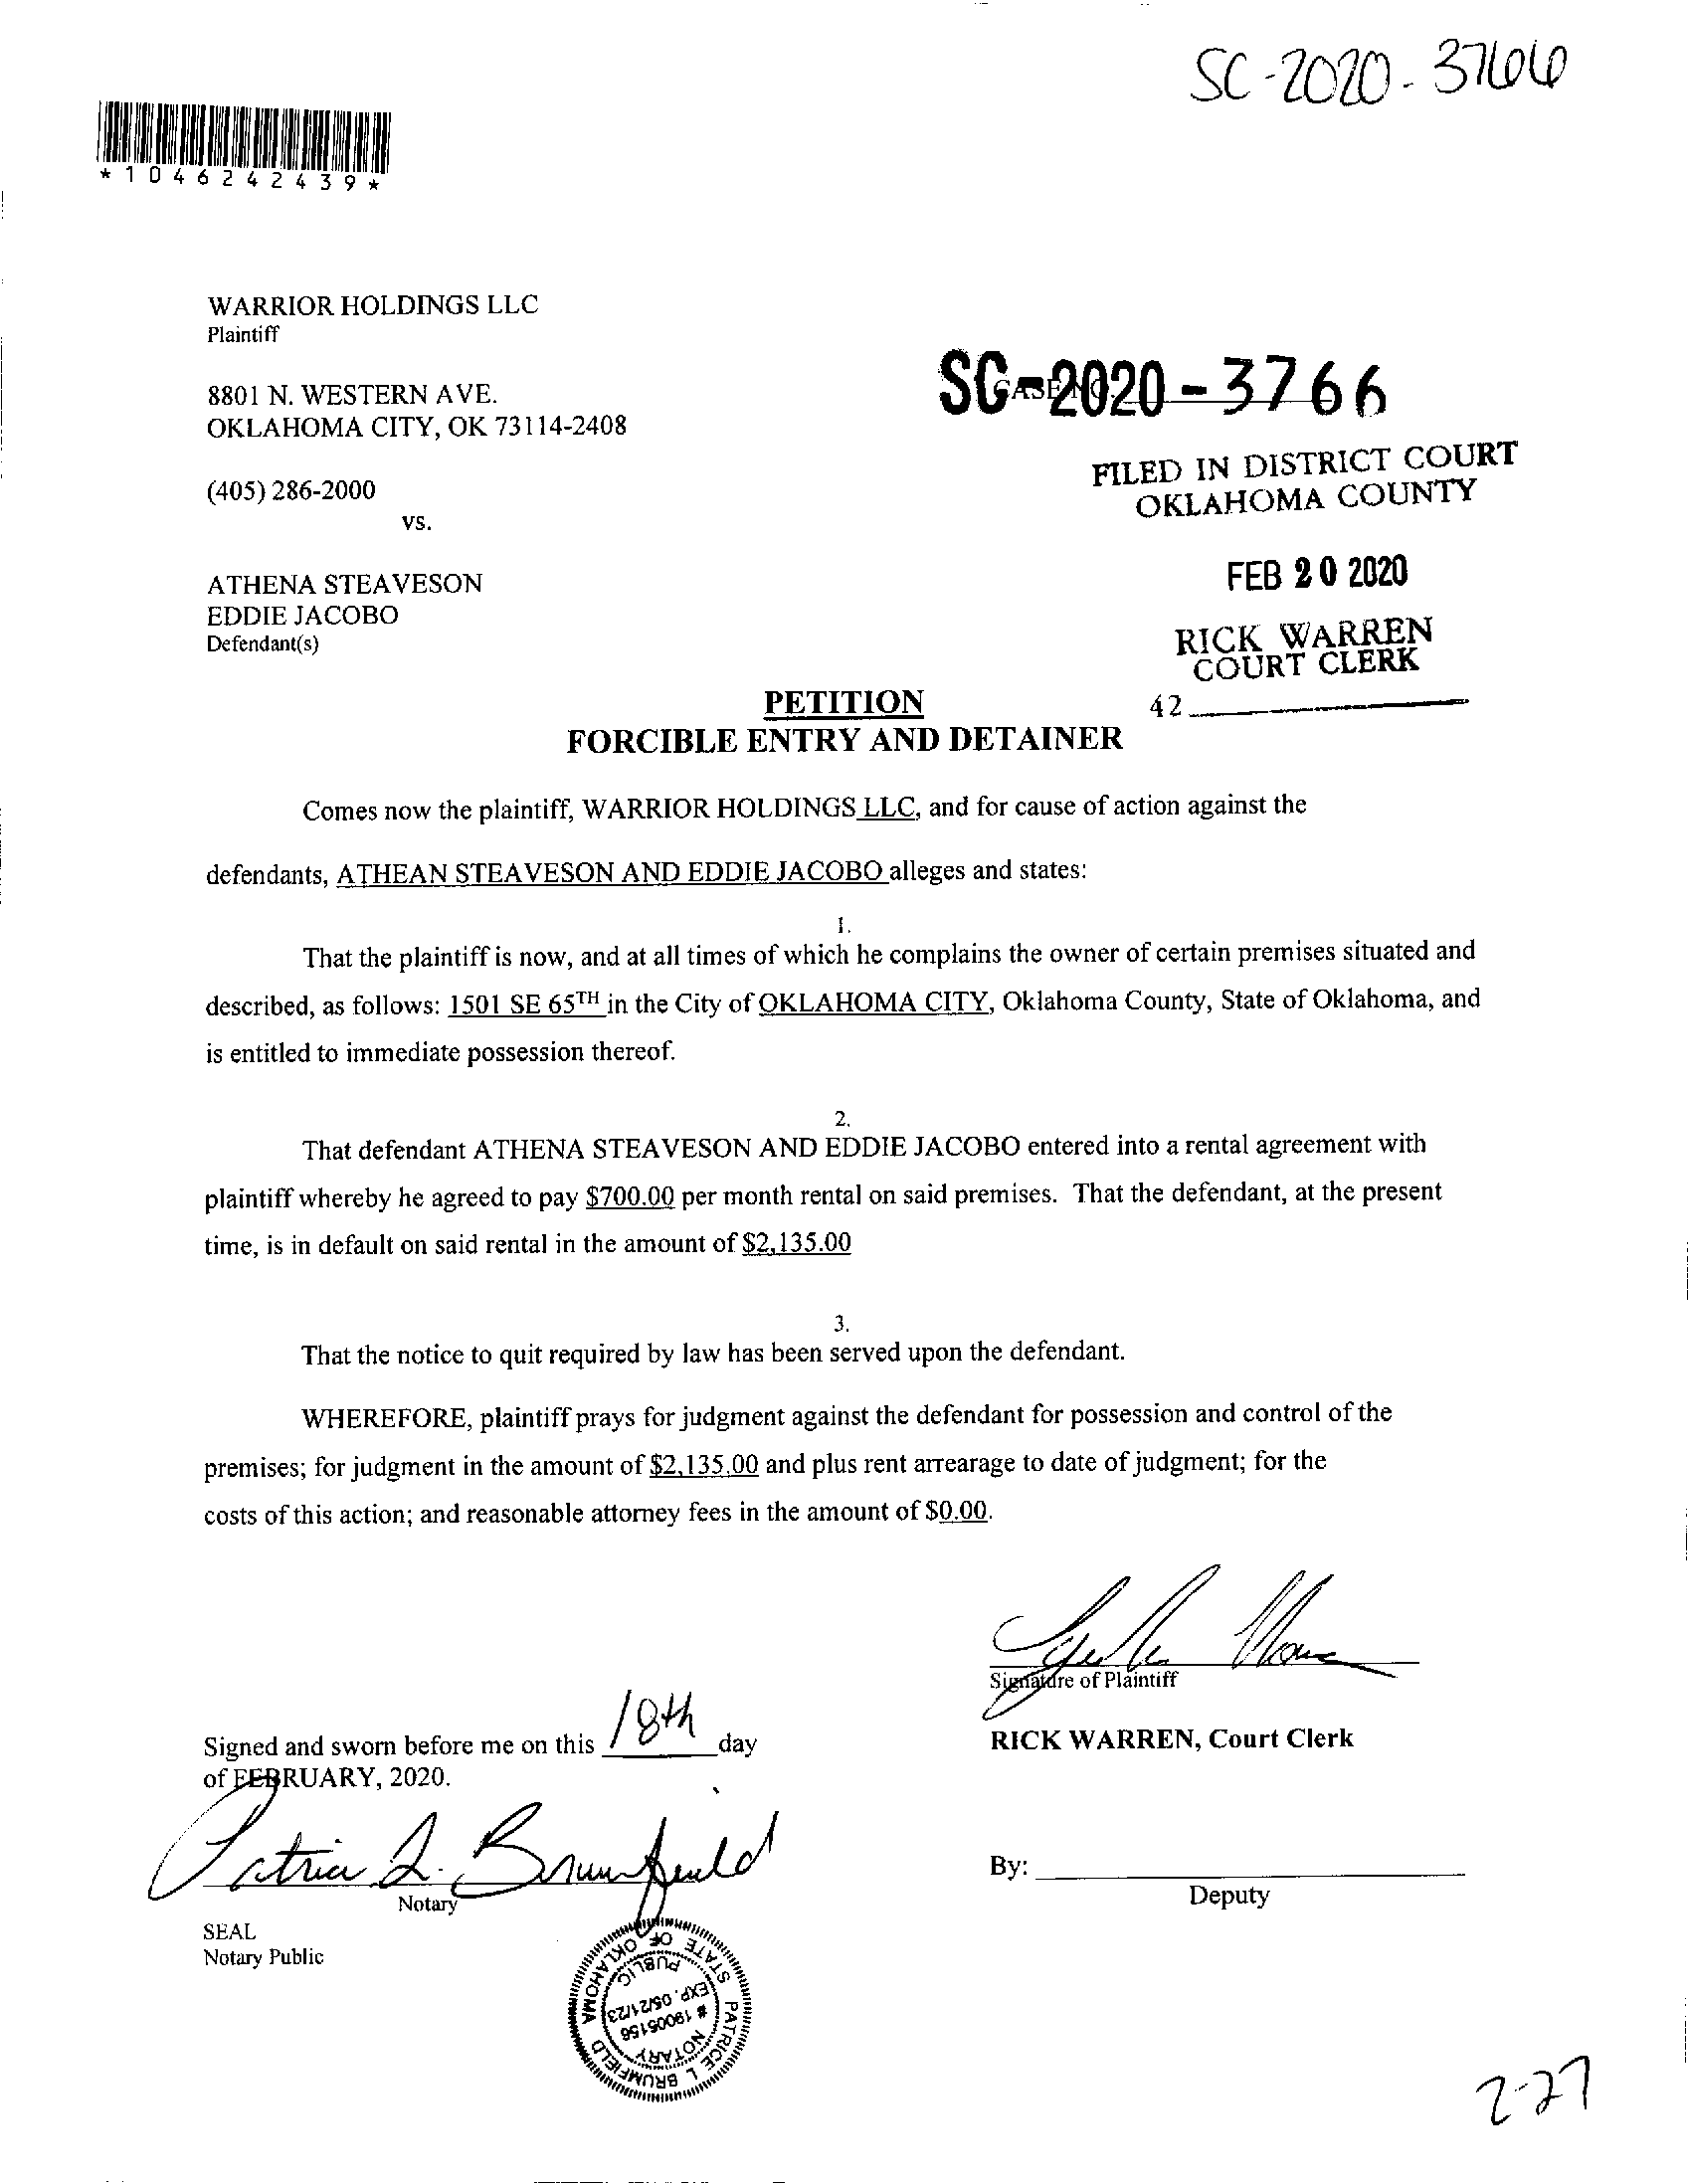 SC-2020-3766
*1046242439*
WARRIOR HOLDINGS LLC
Plaintiff
8801 N. WESTERN AVE.
OKLAHOMA CITY, OK 73114-2408
SC-2020-3766
FILED IN DISTRICT COURT
OKLAHOMA COUNTY
(405) 286-2000
vs.
FEB 20 2020
ATHENA STEAVESON
EDDIE JACOBO
Defendant(s)
RICK WARREN
COURT CLERK
42
PETITION
FORCIBLE ENTRY AND DETAINER
Comes now the plaintiff, WARRIOR HOLDINGS LLC, and for cause of action against the
defendants, ATHEAN STEAVESON AND EDDIE JACOBO alleges and states:
1.
That the plaintiff is now, and at all times of which he complains the owner of certain premises situated and
described, as follows: 1501 SE 65TH in the City of OKLAHOMA CITY, Oklahoma County, State of Oklahoma, and
is entitled to immediate possession thereof.
2.
That defendant ATHENA STEAVESON AND EDDIE JACOBO entered into a rental agreement with
plaintiff whereby he agreed to pay $700.00 per month rental on said premises. That the defendant, at the present
time, is in default on said rental in the amount of $2,135.00
3.
That the notice to quit required by law has been served upon the defendant.
WHEREFORE, plaintiff prays for judgment against the defendant for possession and control of the
premises; for judgment in the amount of $2,135.00 and plus rent arrearage to date of judgment; for the
costs of this action; and reasonable attorney fees in the amount of $0.00.
Signature of Plaintiff
Signed and sworn before me on this 18th day
of FEBRUARY, 2020.
RICK WARREN, Court Clerk
Patrice L. Brumfield
Notary
By:
Deputy
SEAL
Notary Public
PATRICE L BRUMFIELD
STATE OF OKLAHOMA
NOTARY
# 19005156
EXP. 05/21/23
PUBLIC
2-27